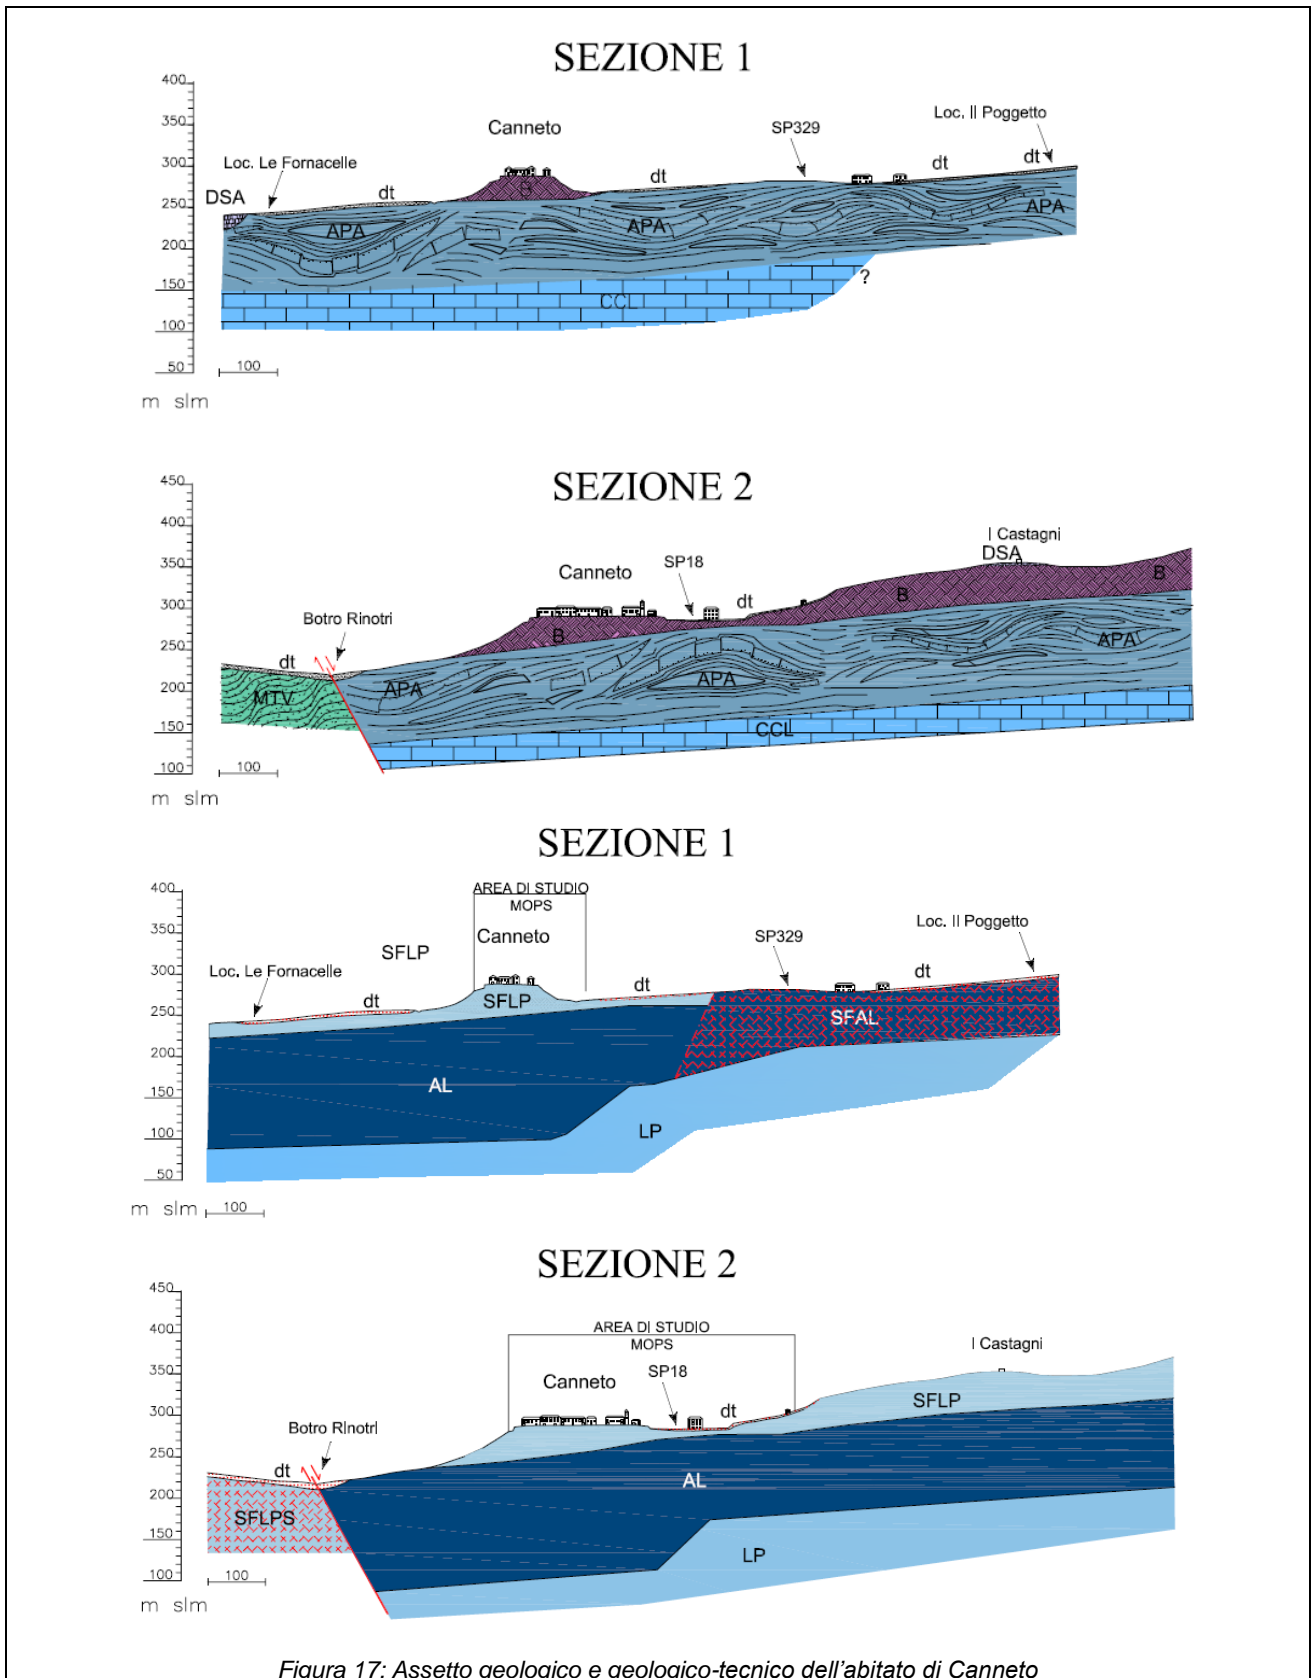 SEZIONE 1
400
350
300
250
200
150
100
50
m slm
100
Loc. Le Fornacelle
DSA
dt
Canneto
B
dt
SP329
Loc. Il Poggetto
dt
dt
APA
APA
APA
CCL
?
SEZIONE 2
450
400
350
300
250
200
150
100
m slm
100
Botro Rinotri
dt
MTV
Canneto
SP18
dt
I Castagni
DSA
B
B
B
APA
APA
APA
CCL
SEZIONE 1
400
350
300
250
200
150
100
50
m slm
100
AREA DI STUDIO
MOPS
Canneto
SFLP
Loc. Le Fornacelle
dt
SFLP
dt
SP329
Loc. Il Poggetto
dt
SFAL
AL
LP
SEZIONE 2
450
400
350
300
250
200
150
100
m slm
100
AREA DI STUDIO
MOPS
Canneto
SP18
dt
I Castagni
SFLP
Botro Rinotri
dt
SFLPS
AL
LP
Figura 17: Assetto geologico e geologico-tecnico dell'abitato di Canneto